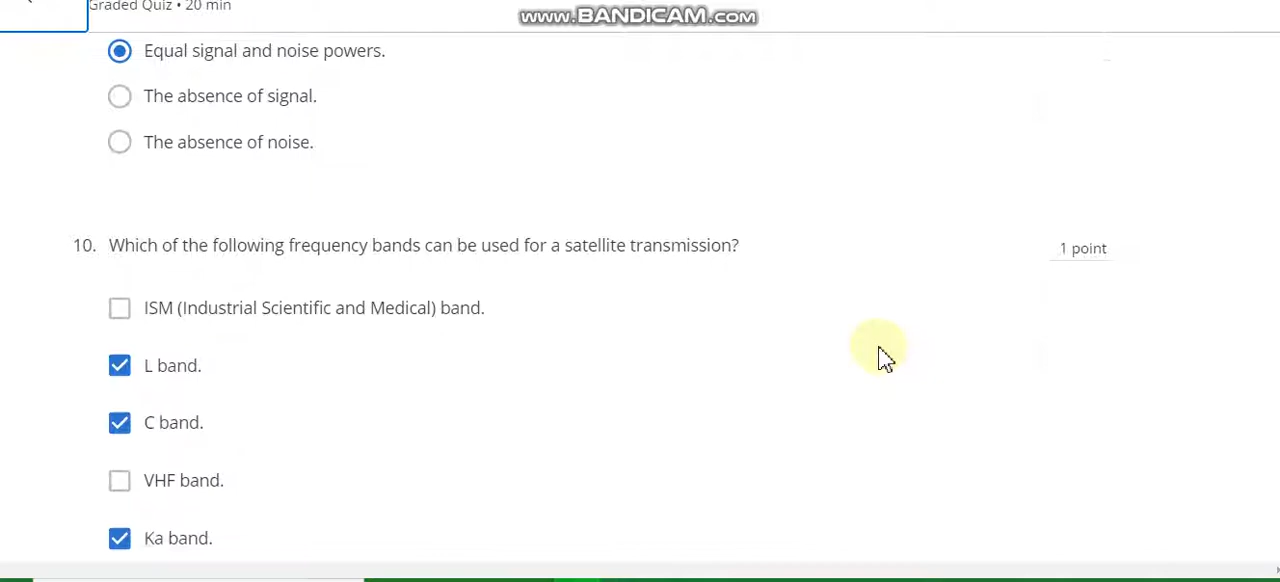 Graded Quiz • 20 min
www.BANDICAM.com
Equal signal and noise powers.
The absence of signal.
The absence of noise.
10. Which of the following frequency bands can be used for a satellite transmission?
1 point
ISM (Industrial Scientific and Medical) band.
L band.
C band.
VHF band.
Ka band.